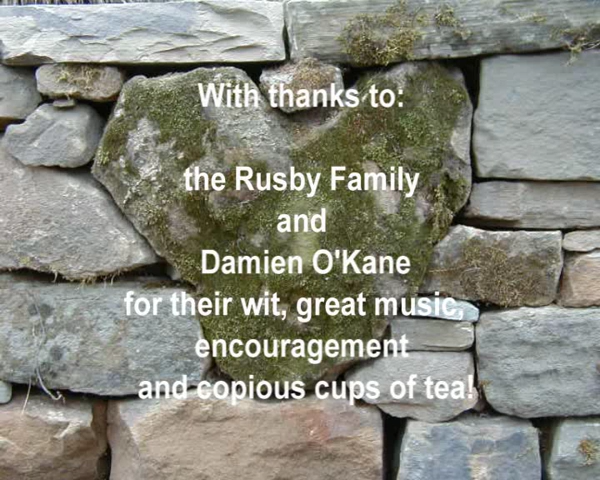 With thanks to:
the Rusby Family
and
Damien O'Kane
for their wit, great music,
encouragement
and copious cups of tea!